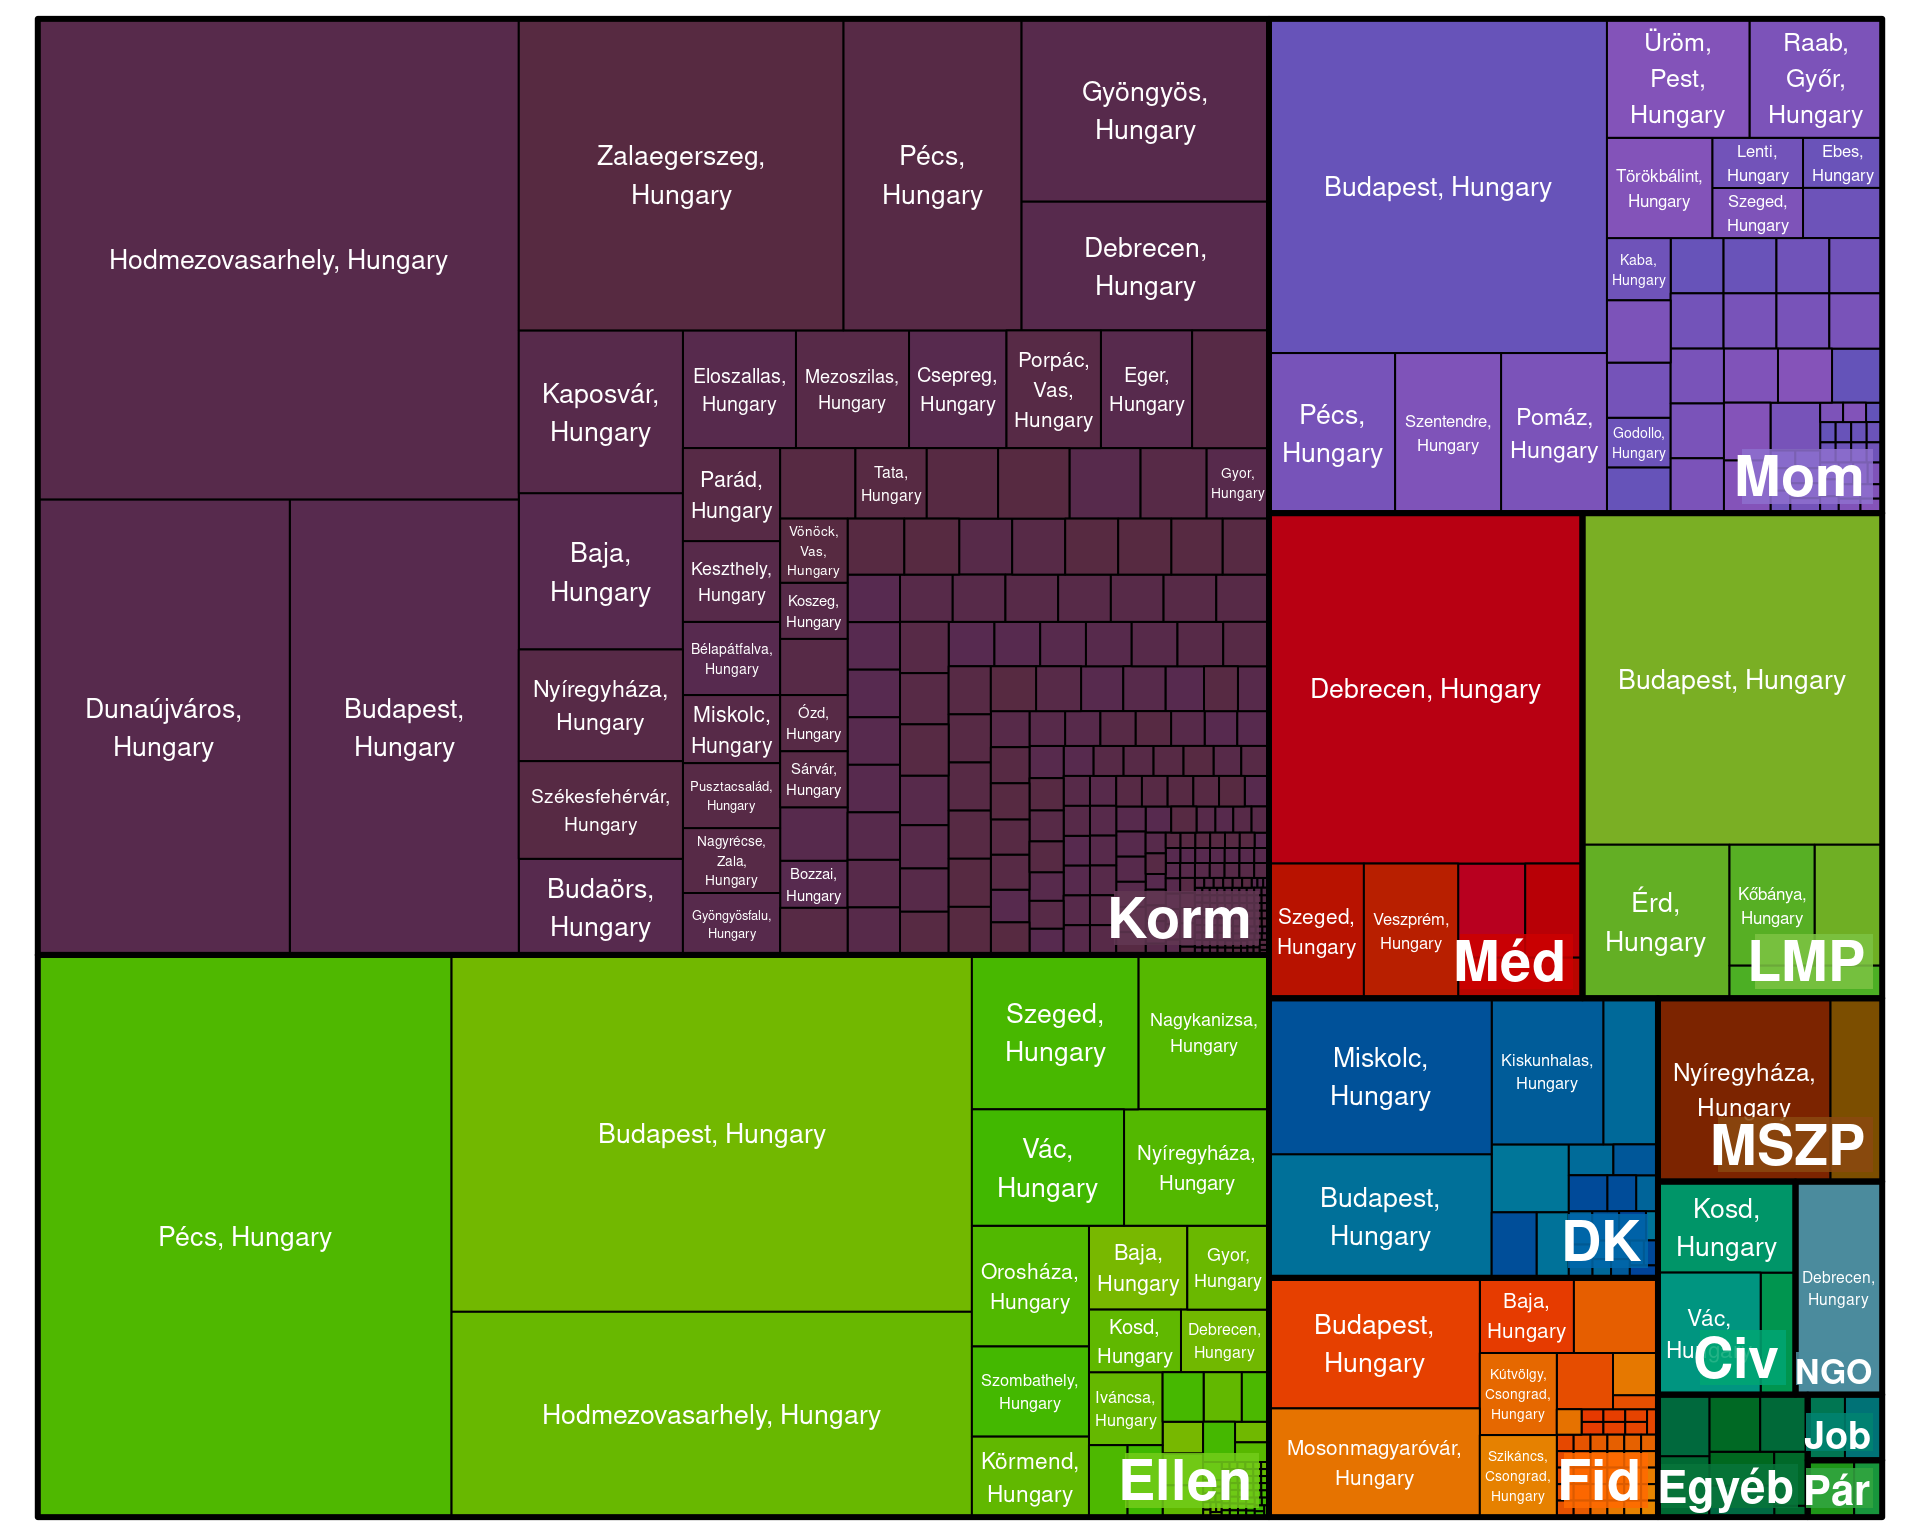 Hodmezovasarhely, Hungary
Dunaújváros,
Hungary
Budapest,
Hungary
Zalaegerszeg,
Hungary
Pécs,
Hungary
Gyöngyös,
Hungary
Debrecen,
Hungary
Kaposvár,
Hungary
Baja,
Hungary
Nyíregyháza,
Hungary
Székesfehérvár,
Hungary
Budaörs,
Hungary
Eloszallas,
Hungary
Mezoszilas,
Hungary
Csepreg,
Hungary
Porpác,
Vas,
Hungary
Eger,
Hungary
Parád,
Hungary
Keszthely,
Hungary
Bélapátfalva,
Hungary
Miskolc,
Hungary
Pusztacsalád,
Hungary
Nagyrécse,
Zala,
Hungary
Gyöngyösfalu,
Hungary
Tata,
Hungary
Gyor,
Hungary
Vönöck,
Vas,
Hungary
Koszeg,
Hungary
Ózd,
Hungary
Sárvár,
Hungary
Bozzai,
Hungary
Korm
Pécs, Hungary
Budapest, Hungary
Hodmezovasarhely, Hungary
Szeged,
Hungary
Nagykanizsa,
Hungary
Vác,
Hungary
Nyíregyháza,
Hungary
Orosháza,
Hungary
Szombathely,
Hungary
Körmend,
Hungary
Baja,
Hungary
Gyor,
Hungary
Kosd,
Hungary
Debrecen,
Hungary
Iváncsa,
Hungary
Ellen
Budapest, Hungary
Pécs,
Hungary
Szentendre,
Hungary
Pomáz,
Hungary
Üröm,
Pest,
Hungary
Raab,
Győr,
Hungary
Törökbálint,
Hungary
Lenti,
Hungary
Ebes,
Hungary
Szeged,
Hungary
Kaba,
Hungary
Godollo,
Hungary
Mom
Debrecen, Hungary
Szeged,
Hungary
Veszprém,
Hungary
Méd
Budapest, Hungary
Érd,
Hungary
Kőbánya,
Hungary
LMP
Miskolc,
Hungary
Budapest,
Hungary
Kiskunhalas,
Hungary
DK
Nyíregyháza,
Hungary
MSZP
Budapest,
Hungary
Mosonmagyaróvár,
Hungary
Baja,
Hungary
Kútvölgy,
Csongrad,
Hungary
Szikáncs,
Csongrad,
Hungary
Fid
Kosd,
Hungary
Vác,
Hungary
Civ
Debrecen,
Hungary
NGO
Egyéb
Job
Pár